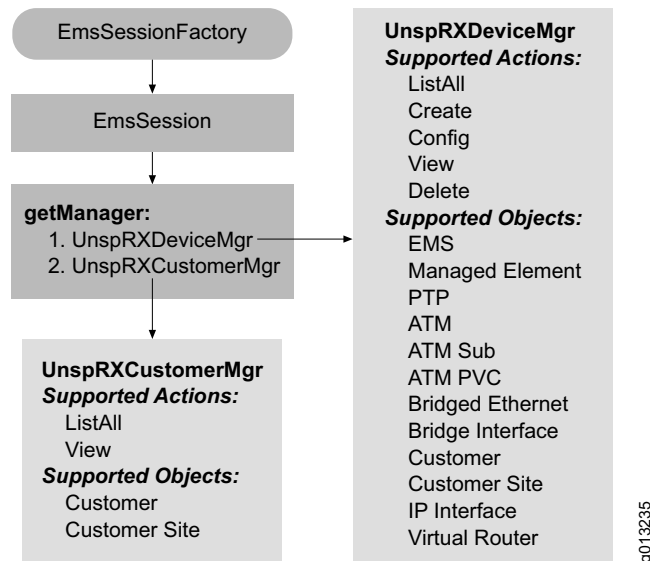 EmsSessionFactory
EmsSession
getManager:
1. UnspRXDeviceMgr
2. UnspRXCustomerMgr
UnspRXCustomerMgr
Supported Actions:
ListAll
View
Supported Objects:
Customer
Customer Site
UnspRXDeviceMgr
Supported Actions:
ListAll
Create
Config
View
Delete
Supported Objects:
EMS
Managed Element
PTP
ATM
ATM Sub
ATM PVC
Bridged Ethernet
Bridge Interface
Customer
Customer Site
IP Interface
Virtual Router
g013235